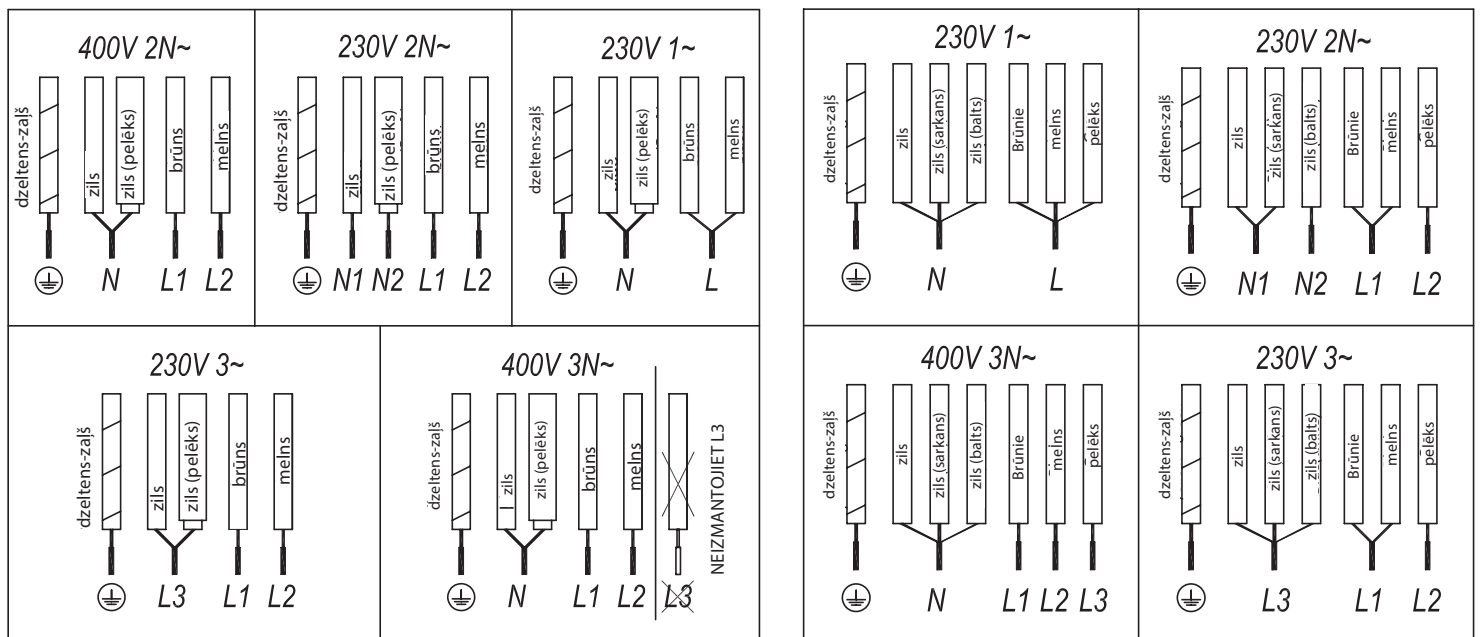 400V 2N~
dzeltens-zaļš
zils
zils (pelēks)
brūns
melns
N L1 L2
230V 2N~
dzeltens-zaļš
zils
zils (pelēks)
brūns
melns
N1 N2 L1 L2
230V 1~
dzeltens-zaļš
zils
zils (pelēks)
brūns
melns
N L
230V 3~
dzeltens-zaļš
zils
zils (pelēks)
brūns
melns
L3 L1 L2
400V 3N~
dzeltens-zaļš
zils
zils (pelēks)
brūns
melns
NEIZMANTOJIET L3
N L1 L2 L3
230V 1~
dzeltens-zaļš
zils
zils (sarkans)
zils (balts)
Brūnie
melns
pelēks
N L
230V 2N~
dzeltens-zaļš
zils
zils (sarkans)
zils (balts)
Brūnie
melns
pelēks
N1 N2 L1 L2
400V 3N~
dzeltens-zaļš
zils
zils (sarkans)
zils (balts)
Brūnie
melns
pelēks
N L1 L2 L3
230V 3~
dzeltens-zaļš
zils
zils (sarkans)
zils (balts)
Brūnie
melns
pelēks
L3 L1 L2